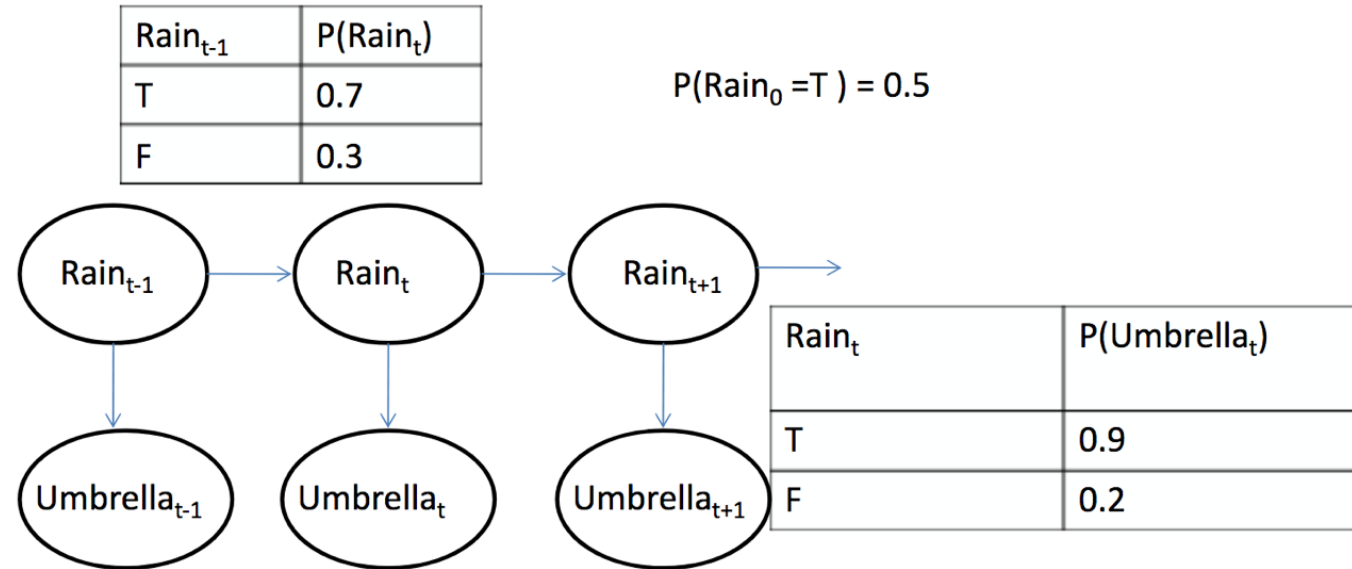 Rain_{t-1} P(Rain_t)
T 0.7
F 0.3
P(Rain_0 =T ) = 0.5
Rain_{t-1} Rain_t Rain_{t+1}
Rain_t P(Umbrella_t)
T 0.9
F 0.2
Umbrella_{t-1} Umbrella_t Umbrella_{t+1}